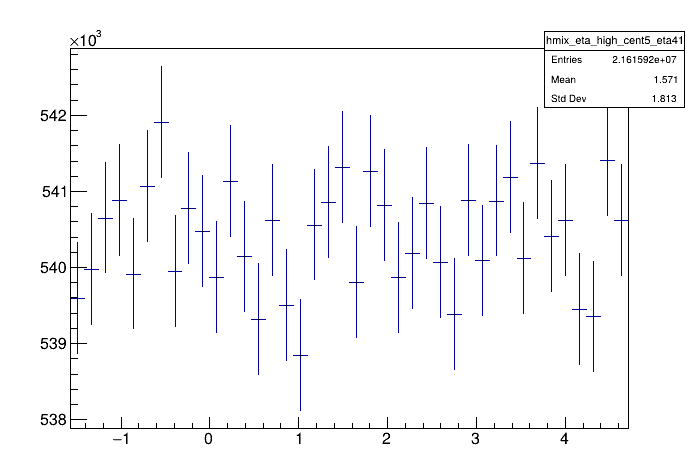 ×10³
hmix_eta_high_cent5_eta41
Entries 2.161592e+07
Mean 1.571
Std Dev 1.813
542
541
540
539
538
−1 0 1 2 3 4